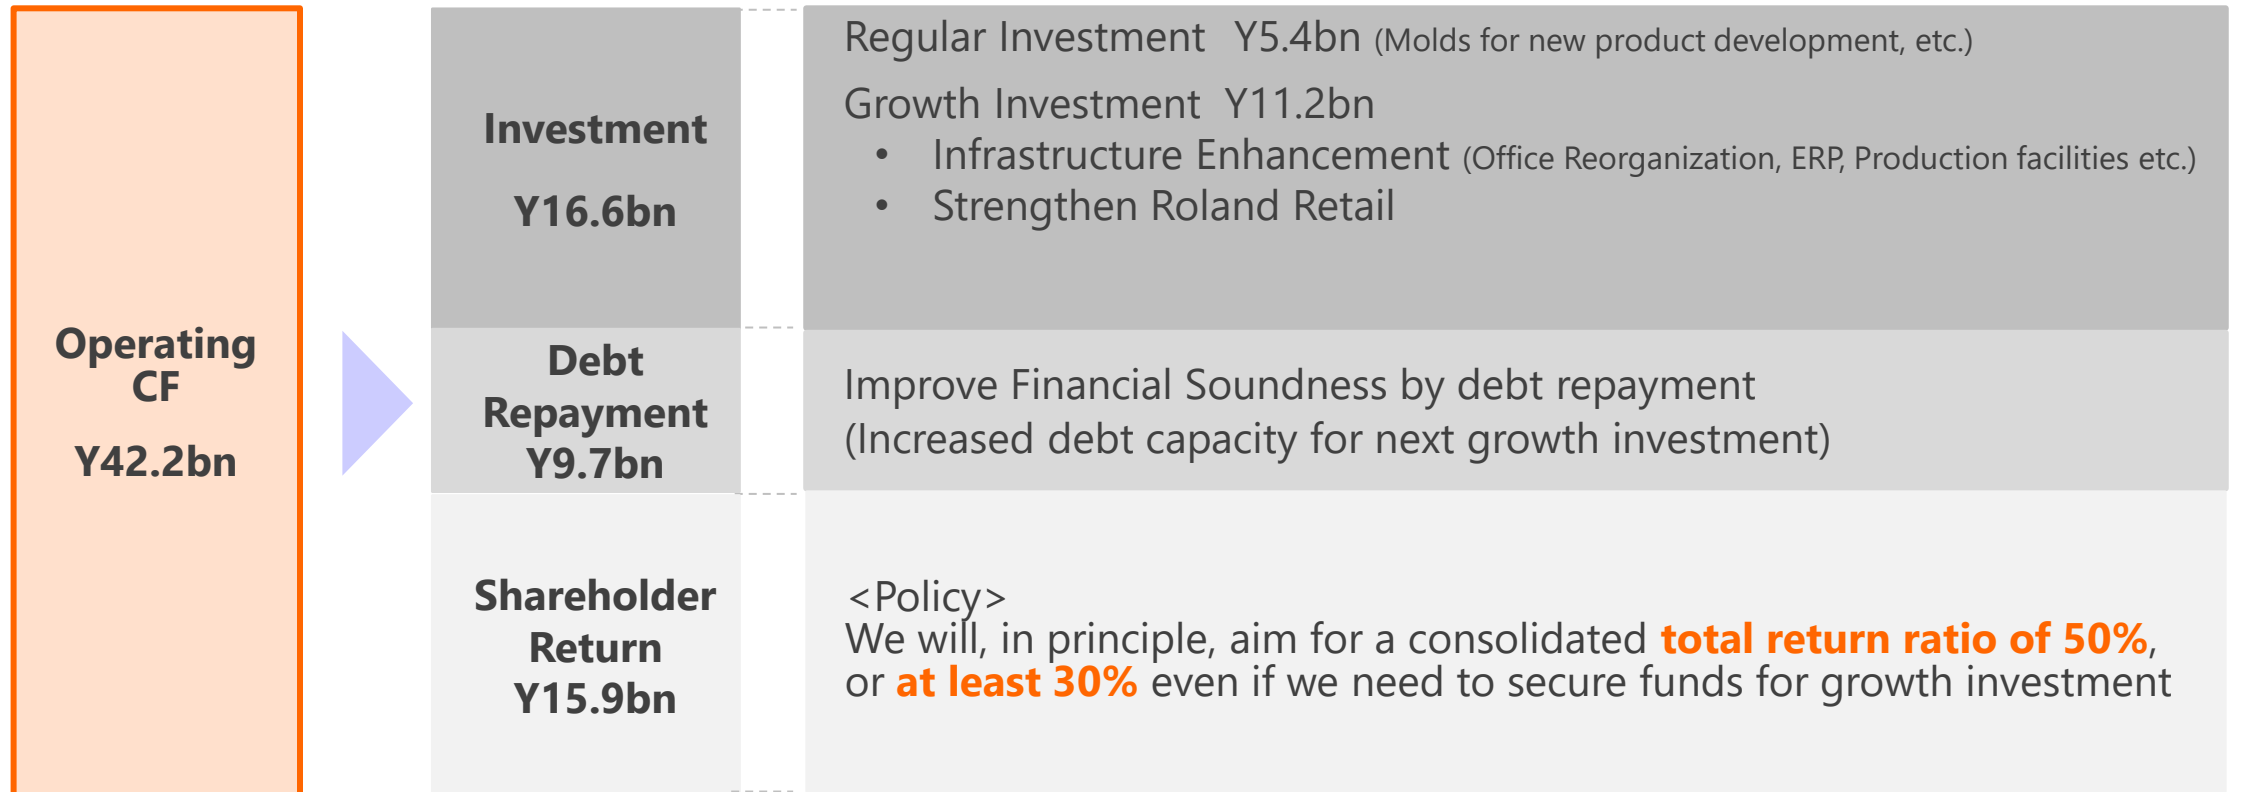 Operating
CF
Y42.2bn
Investment
Y16.6bn
Regular Investment Y5.4bn (Molds for new product development, etc.)
Growth Investment Y11.2bn
• Infrastructure Enhancement (Office Reorganization, ERP, Production facilities etc.)
• Strengthen Roland Retail
Debt
Repayment
Y9.7bn
Improve Financial Soundness by debt repayment
(Increased debt capacity for next growth investment)
Shareholder
Return
Y15.9bn
<Policy>
We will, in principle, aim for a consolidated total return ratio of 50%,
or at least 30% even if we need to secure funds for growth investment